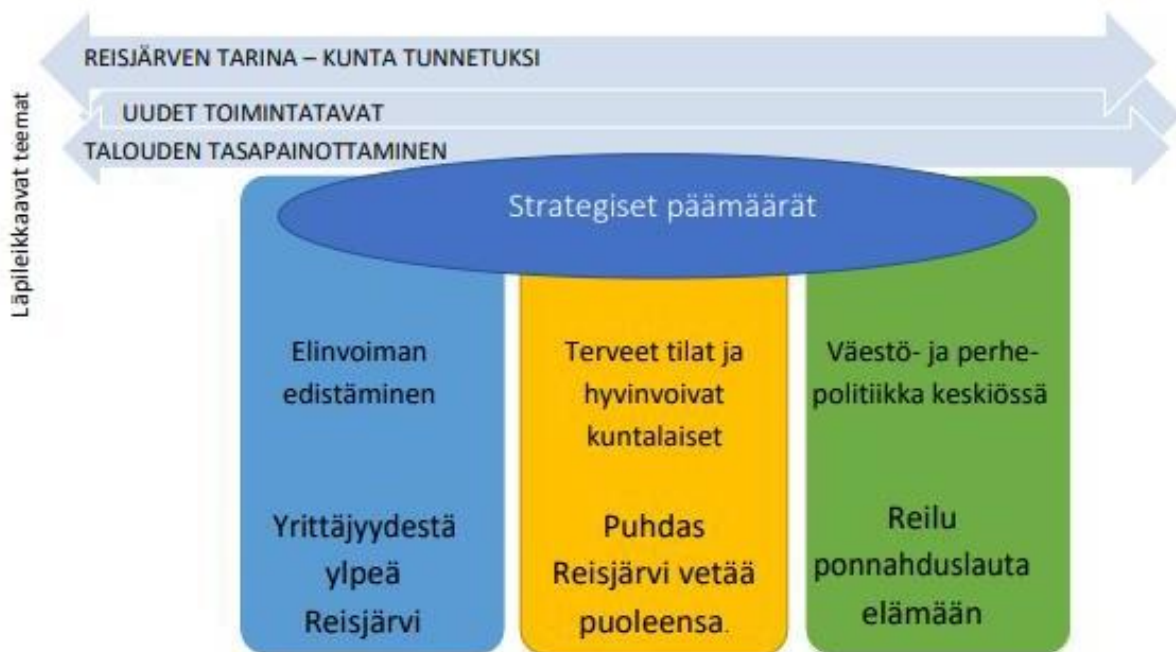 Läpileikkaavat teemat
REISJÄRVEN TARINA – KUNTA TUNNETUKSI
UUDET TOIMINTATAVAT
TALOUDEN TASAPAINOTTAMINEN
Strategiset päämäärät
Elinvoiman
edistäminen
Yrittäjyydestä
ylpeä
Reisjärvi
Terveet tilat ja
hyvinvoivat
kuntalaiset
Puhdas
Reisjärvi vetää
puoleensa.
Väestö- ja perhe-
politiikka keskiössä
Reilu
ponnahduslauta
elämään